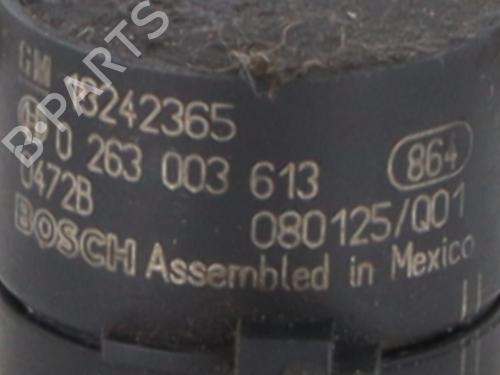 GM 13242365
0 263 003 613 864
0472B 080125/Q01
BOSCH Assembled in Mexico
B-PARTS